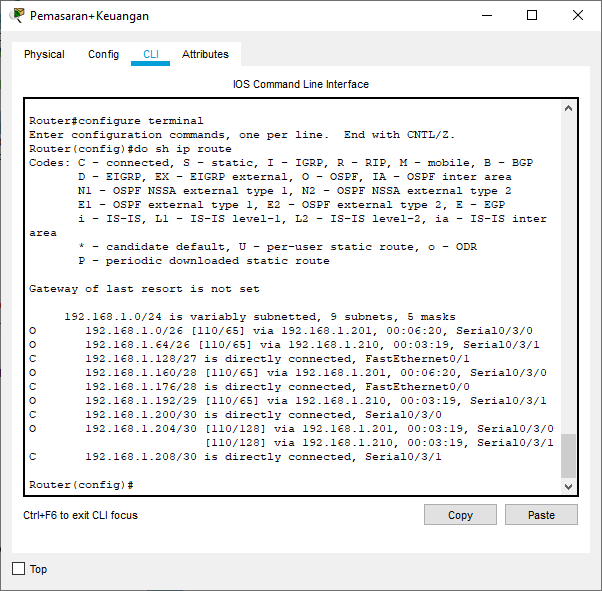 Pemasaran+Keuangan
Physical Config CLI Attributes
IOS Command Line Interface
Router#configure terminal
Enter configuration commands, one per line.  End with CNTL/Z.
Router(config)#do sh ip route
Codes: C - connected, S - static, I - IGRP, R - RIP, M - mobile, B - BGP
       D - EIGRP, EX - EIGRP external, O - OSPF, IA - OSPF inter area
       N1 - OSPF NSSA external type 1, N2 - OSPF NSSA external type 2
       E1 - OSPF external type 1, E2 - OSPF external type 2, E - EGP
       i - IS-IS, L1 - IS-IS level-1, L2 - IS-IS level-2, ia - IS-IS inter
area
       * - candidate default, U - per-user static route, o - ODR
       P - periodic downloaded static route
Gateway of last resort is not set
     192.168.1.0/24 is variably subnetted, 9 subnets, 5 masks
O       192.168.1.0/26 [110/65] via 192.168.1.201, 00:06:20, Serial0/3/0
O       192.168.1.64/26 [110/65] via 192.168.1.210, 00:03:19, Serial0/3/1
C       192.168.1.128/27 is directly connected, FastEthernet0/1
O       192.168.1.160/28 [110/65] via 192.168.1.201, 00:06:20, Serial0/3/0
C       192.168.1.176/28 is directly connected, FastEthernet0/0
O       192.168.1.192/29 [110/65] via 192.168.1.210, 00:03:19, Serial0/3/1
C       192.168.1.200/30 is directly connected, Serial0/3/0
O       192.168.1.204/30 [110/128] via 192.168.1.201, 00:03:19, Serial0/3/0
                         [110/128] via 192.168.1.210, 00:03:19, Serial0/3/1
C       192.168.1.208/30 is directly connected, Serial0/3/1
Router(config)#
Ctrl+F6 to exit CLI focus
Copy
Paste
Top